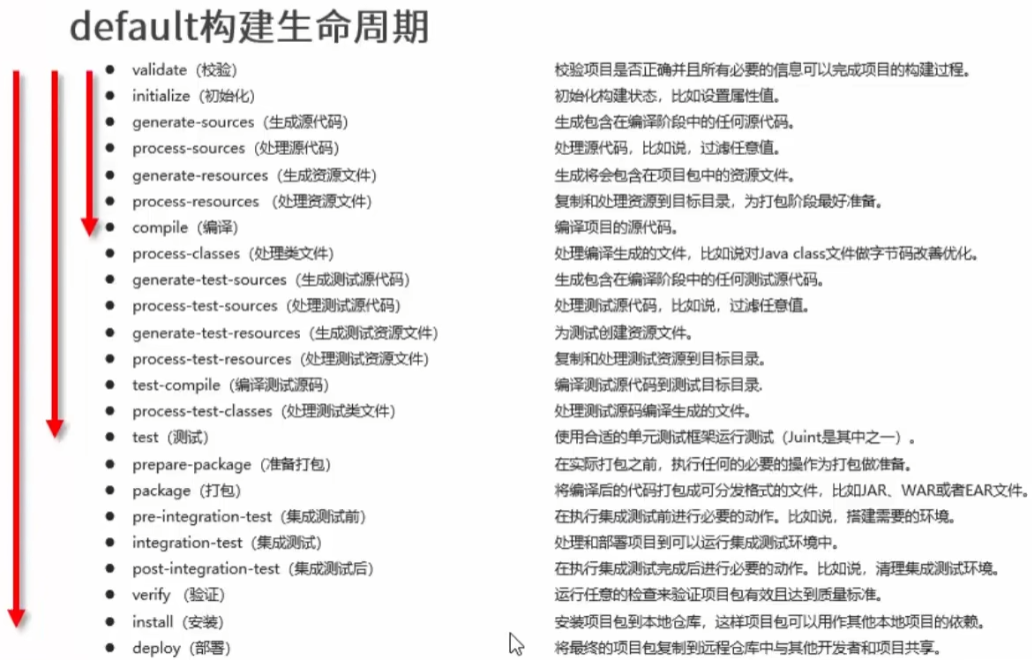 default构建生命周期
● validate（校验） 校验项目是否正确并且所有必要的信息可以完成项目的构建过程。
● initialize（初始化） 初始化构建状态，比如设置属性值。
● generate-sources（生成源代码） 生成包含在编译阶段中的任何源代码。
● process-sources（处理源代码） 处理源代码，比如说，过滤任意值。
● generate-resources（生成资源文件） 生成将会包含在项目包中的资源文件。
● process-resources （处理资源文件） 复制和处理资源到目标目录，为打包阶段最好准备。
● compile（编译） 编译项目的源代码。
● process-classes（处理类文件） 处理编译生成的文件，比如说对Java class文件做字节码改善优化。
● generate-test-sources（生成测试源代码） 生成包含在编译阶段中的任何测试源代码。
● process-test-sources（处理测试源代码） 处理测试源代码，比如说，过滤任意值。
● generate-test-resources（生成测试资源文件） 为测试创建资源文件。
● process-test-resources（处理测试资源文件） 复制和处理测试资源到目标目录。
● test-compile（编译测试源码） 编译测试源代码到测试目标目录.
● process-test-classes（处理测试类文件） 处理测试源码编译生成的文件。
● test（测试） 使用合适的单元测试框架运行测试（Juint是其中之一）。
● prepare-package（准备打包） 在实际打包之前，执行任何的必要的操作为打包做准备。
● package（打包） 将编译后的代码打包成可分发格式的文件，比如JAR、WAR或者EAR文件。
● pre-integration-test（集成测试前） 在执行集成测试前进行必要的动作。比如说，搭建需要的环境。
● integration-test（集成测试） 处理和部署项目到可以运行集成测试环境中。
● post-integration-test（集成测试后） 在执行集成测试完成后进行必要的动作。比如说，清理集成测试环境。
● verify （验证） 运行任意的检查来验证项目包有效且达到质量标准。
● install（安装） 安装项目包到本地仓库，这样项目包可以用作其他本地项目的依赖。
● deploy（部署） 将最终的项目包复制到远程仓库中与其他开发者和项目共享。